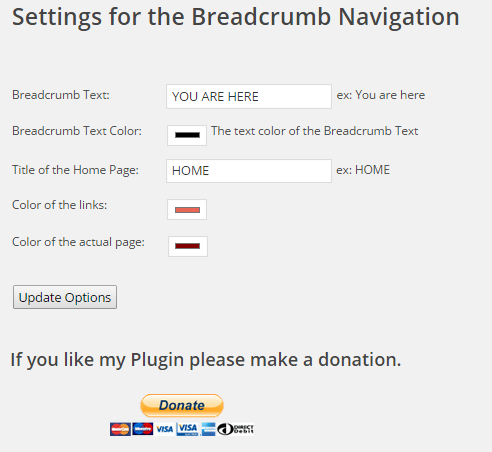 Settings for the Breadcrumb Navigation
Breadcrumb Text: YOU ARE HERE ex: You are here
Breadcrumb Text Color: The text color of the Breadcrumb Text
Title of the Home Page: HOME ex: HOME
Color of the links:
Color of the actual page:
Update Options
If you like my Plugin please make a donation.
Donate
VISA VISA DIRECT Debit